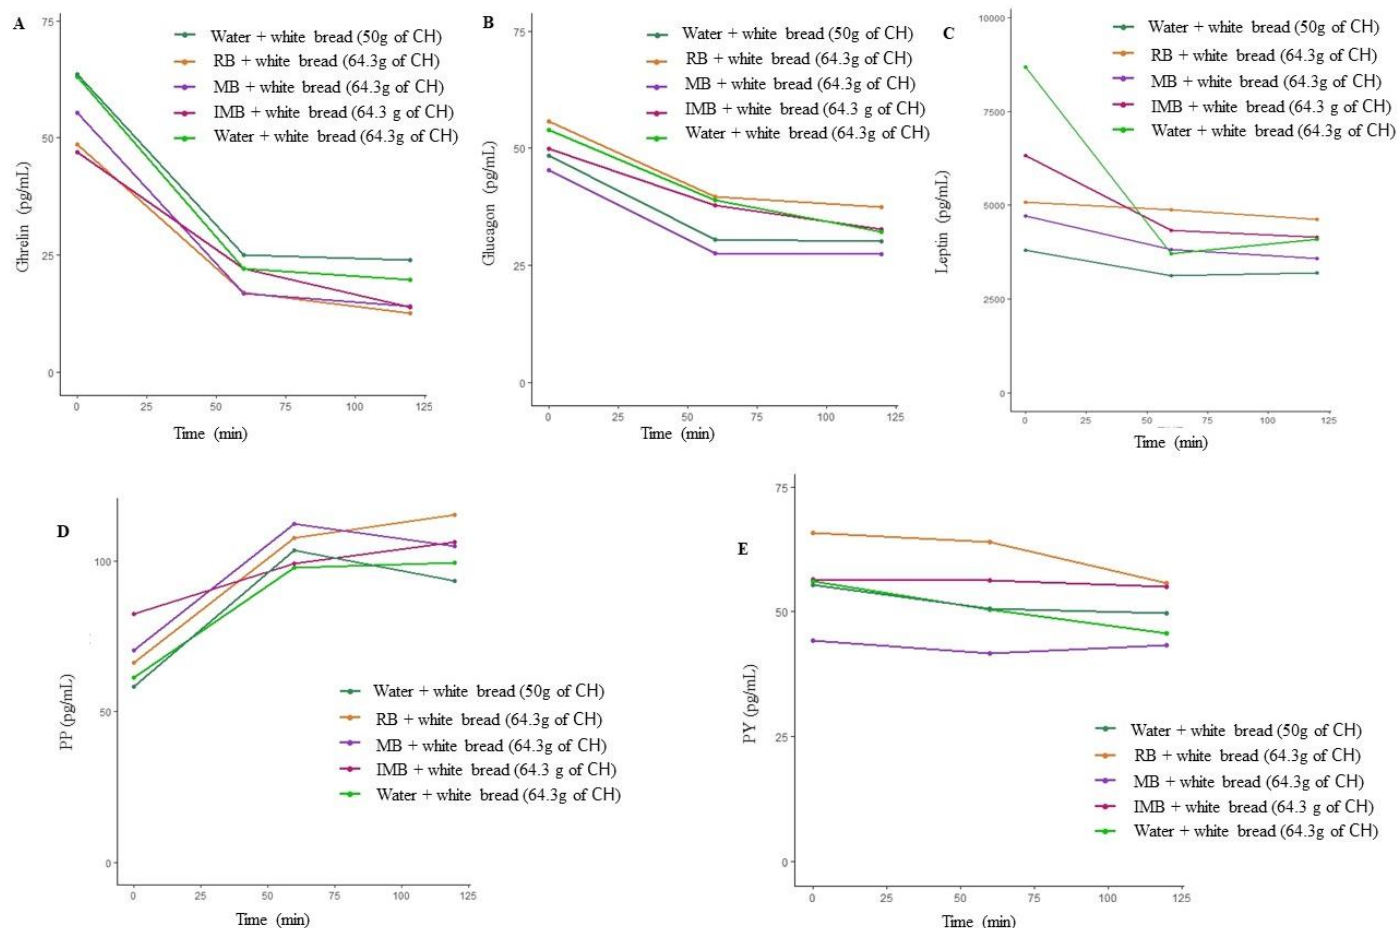 A
Water + white bread (50g of CH)
RB + white bread (64.3g of CH)
MB + white bread (64.3g of CH)
IMB + white bread (64.3 g of CH)
Water + white bread (64.3g of CH)
75
50
25
0
Ghrelin (pg/mL)
0 25 50 75 100 125
Time (min)
B
Water + white bread (50g of CH)
RB + white bread (64.3g of CH)
MB + white bread (64.3g of CH)
IMB + white bread (64.3 g of CH)
Water + white bread (64.3g of CH)
75
50
25
0
Glucagon (pg/mL)
0 25 50 75 100 125
Time (min)
C
Water + white bread (50g of CH)
RB + white bread (64.3g of CH)
MB + white bread (64.3g of CH)
IMB + white bread (64.3 g of CH)
Water + white bread (64.3g of CH)
10000
7500
5000
2500
0
Leptin (pg/mL)
0 25 50 75 100 125
Time (min)
D
100
50
0
PP (pg/mL)
Water + white bread (50g of CH)
RB + white bread (64.3g of CH)
MB + white bread (64.3g of CH)
IMB + white bread (64.3 g of CH)
Water + white bread (64.3g of CH)
0 25 50 75 100 125
Time (min)
E
75
50
25
0
PY (pg/mL)
Water + white bread (50g of CH)
RB + white bread (64.3g of CH)
MB + white bread (64.3g of CH)
IMB + white bread (64.3 g of CH)
Water + white bread (64.3g of CH)
0 25 50 75 100 125
Time (min)